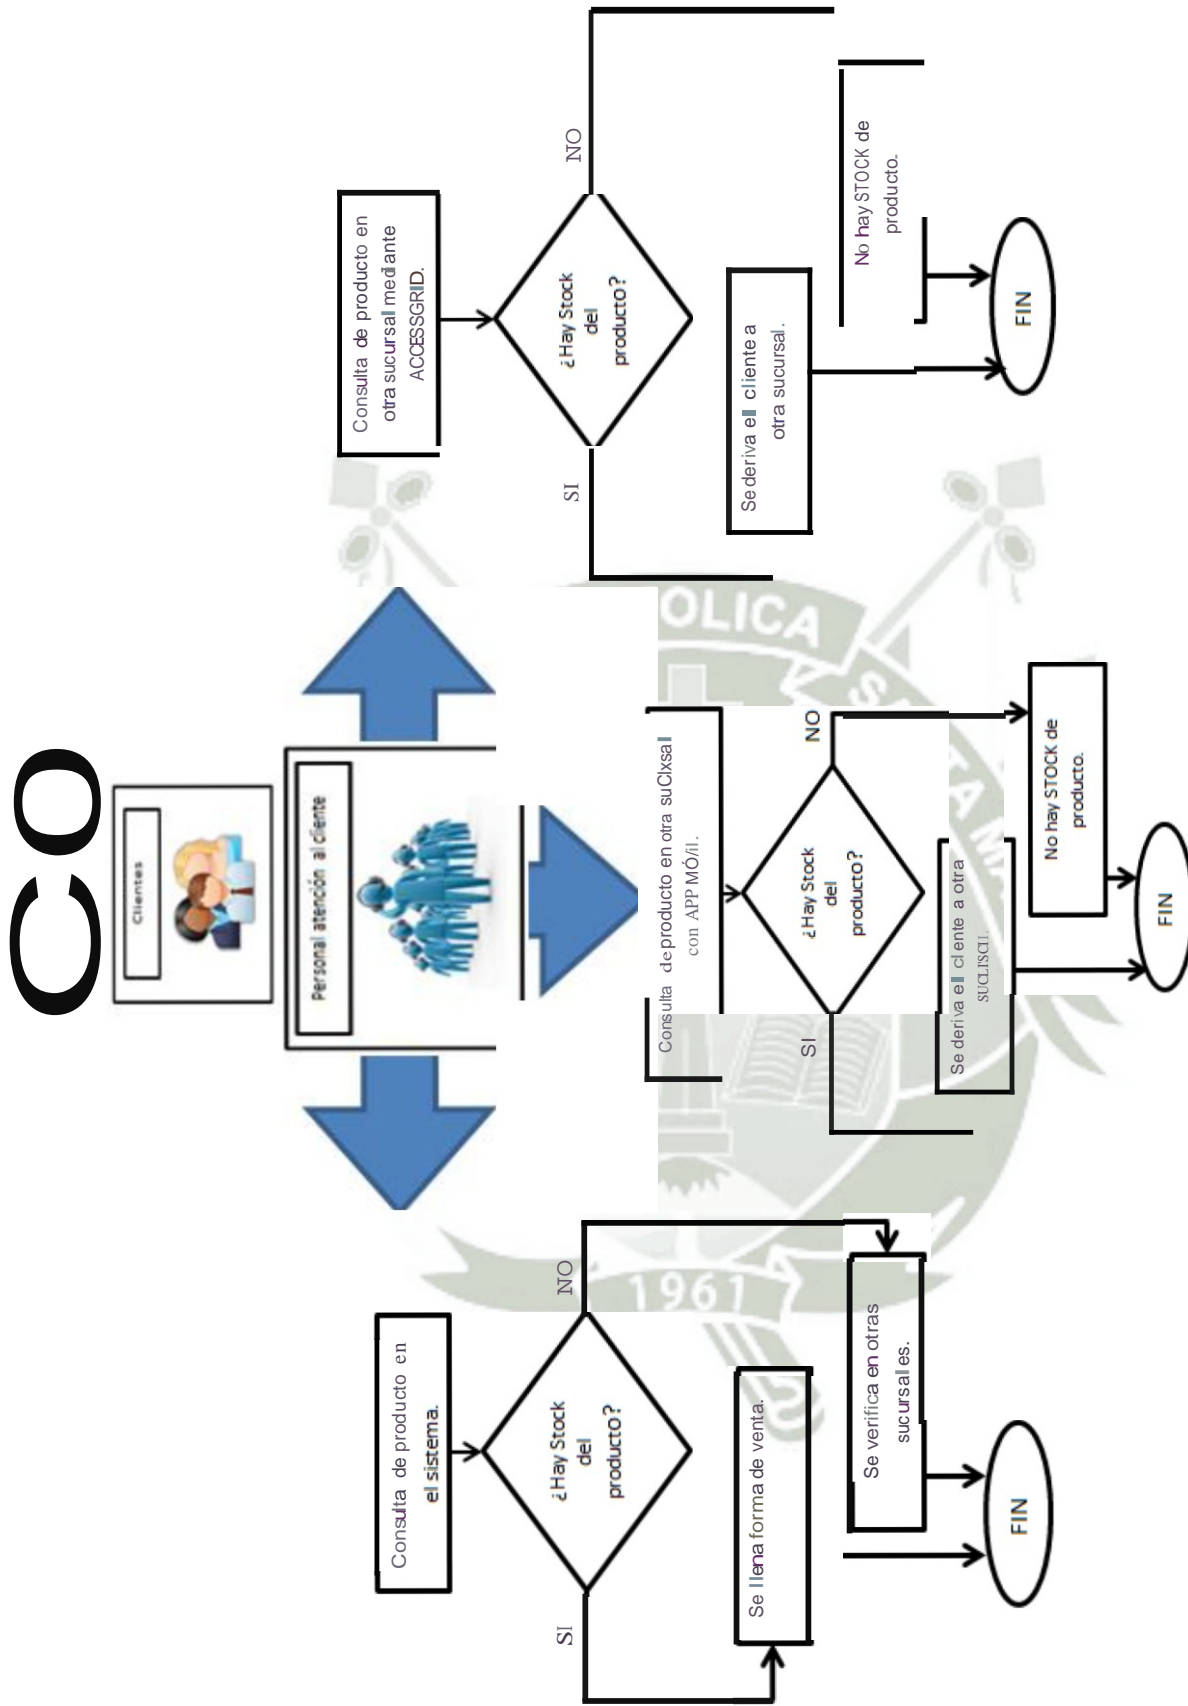 CO
Clientes
Personal atención al cliente
Consulta de producto en
el sistema.
¿Hay Stock
del
producto?
SI
NO
Se llena forma de venta.
Se verifica en otras
sucursales.
FIN
Consulta de producto en otra suClxsal
con APP MÓ/il.
¿Hay Stock
del
producto?
SI
NO
Se deriva el clente a otra
No hay STOCK de
producto.
FIN
Consulta de producto en
otra sucursal mediante
ACCESSGRID.
¿Hay Stock
del
producto?
SI
NO
Se deriva el cliente a
otra sucursal.
No hay STOCK de
producto.
FIN
OLICA
SA
TA MA
1961